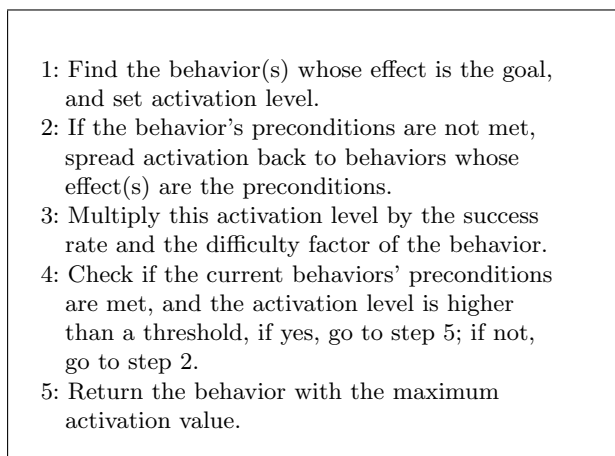 1: Find the behavior(s) whose effect is the goal,
and set activation level.
2: If the behavior's preconditions are not met,
spread activation back to behaviors whose
effect(s) are the preconditions.
3: Multiply this activation level by the success
rate and the difficulty factor of the behavior.
4: Check if the current behaviors' preconditions
are met, and the activation level is higher
than a threshold, if yes, go to step 5; if not,
go to step 2.
5: Return the behavior with the maximum
activation value.